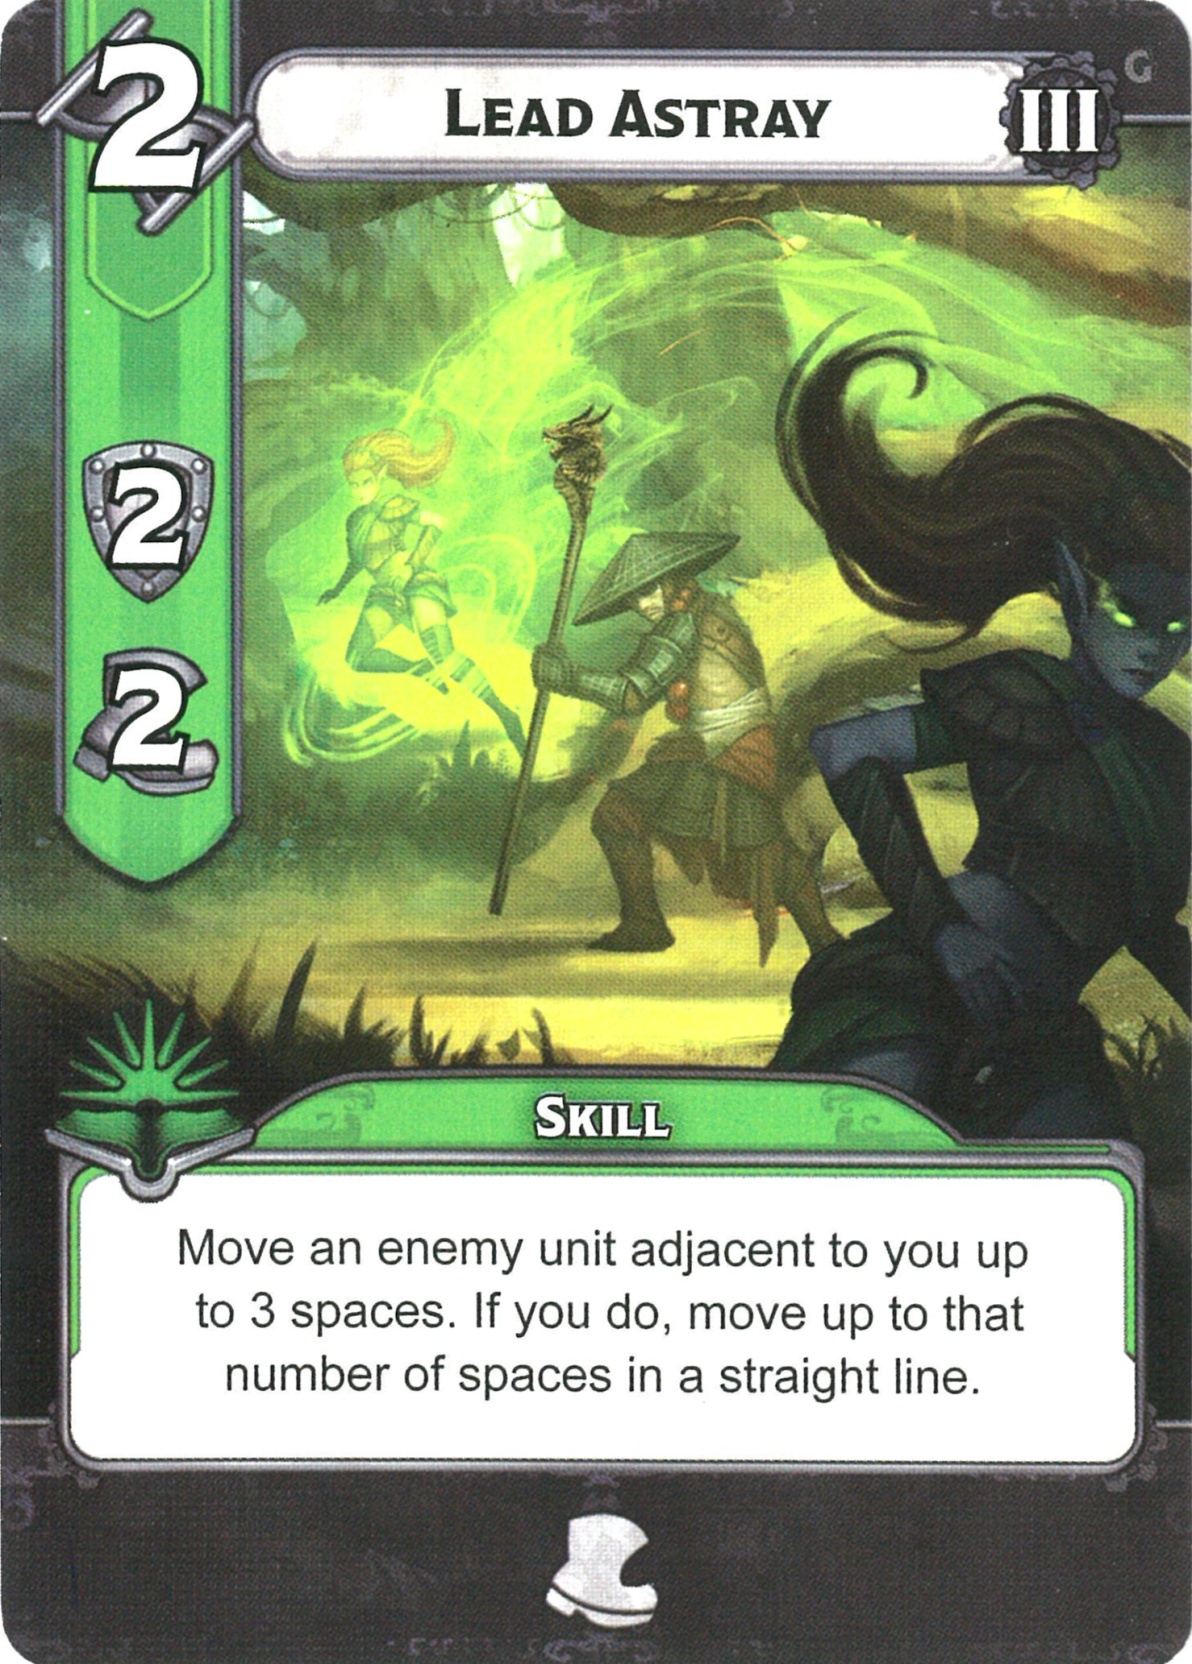 2
LEAD ASTRAY
III
G
2
2
SKILL
Move an enemy unit adjacent to you up
to 3 spaces. If you do, move up to that
number of spaces in a straight line.